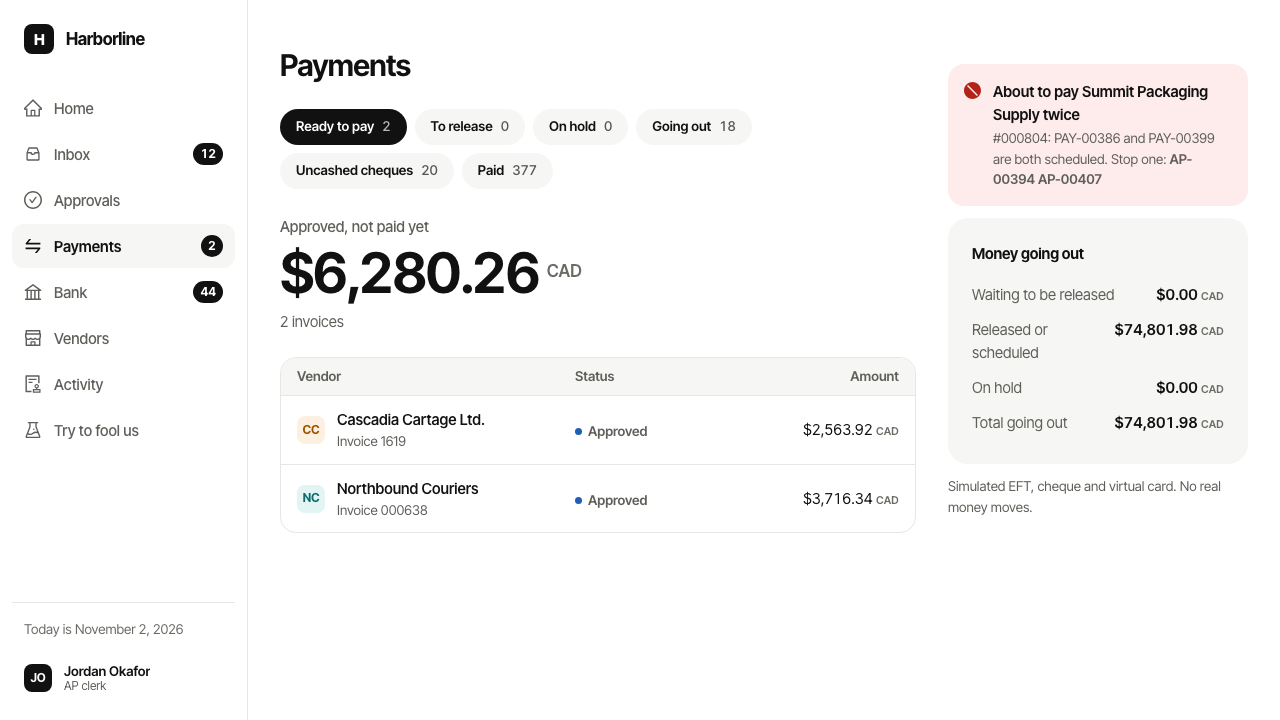 H Harborline
Home
Inbox 12
Approvals
Payments 2
Bank 44
Vendors
Activity
Try to fool us
Today is November 2, 2026
JO Jordan Okafor
AP clerk
Payments
Ready to pay 2 To release 0 On hold 0 Going out 18
Uncashed cheques 20 Paid 377
Approved, not paid yet
$6,280.26 CAD
2 invoices
Vendor Status Amount
CC Cascadia Cartage Ltd. Approved $2,563.92 CAD
Invoice 1619
NC Northbound Couriers Approved $3,716.34 CAD
Invoice 000638
About to pay Summit Packaging
Supply twice
#000804: PAY-00386 and PAY-00399
are both scheduled. Stop one: AP-
00394 AP-00407
Money going out
Waiting to be released $0.00 CAD
Released or $74,801.98 CAD
scheduled
On hold $0.00 CAD
Total going out $74,801.98 CAD
Simulated EFT, cheque and virtual card. No real
money moves.